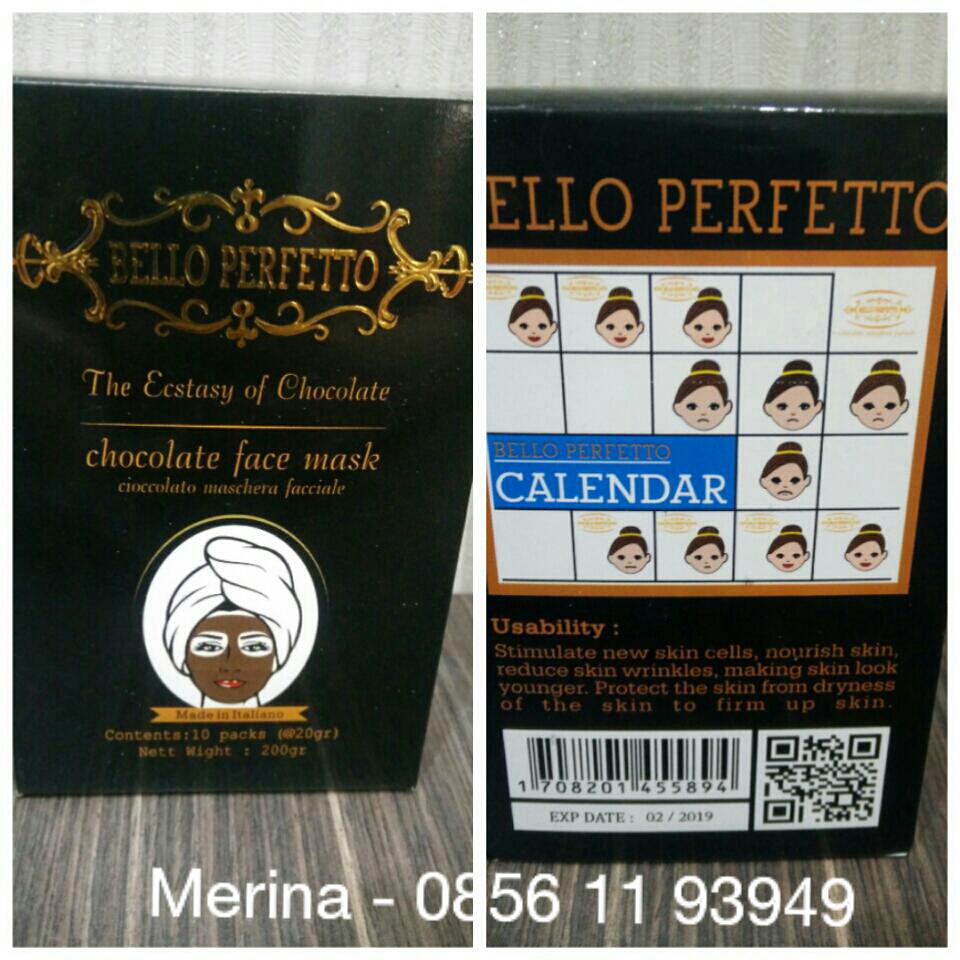 BELLO PERFETTO
The Ecstasy of Chocolate
chocolate face mask
cioccolato maschera facciale
Made in Italiano
Contents:10 packs (@20gr)
Nett Wight : 200gr
ELLO PERFETTO
BELLO PERFETTO
BELLO PERFETTO
CALENDAR
Usability :
Stimulate new skin cells, nourish skin,
reduce skin wrinkles, making skin look
younger. Protect the skin from dryness
of the skin to firm up skin.
1 708201 455894
EXP DATE : 02 / 2019
Merina - 0856 11 93949